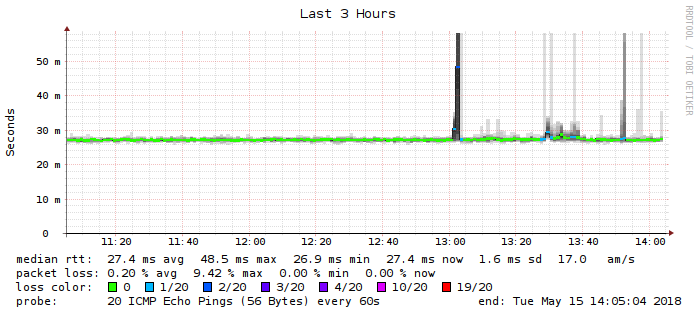 Last 3 Hours
RRDTOOL / TOBI OETIKER
Seconds
50 m
40 m
30 m
20 m
10 m
0
11:20 11:40 12:00 12:20 12:40 13:00 13:20 13:40 14:00
median rtt: 27.4 ms avg 48.5 ms max 26.9 ms min 27.4 ms now 1.6 ms sd 17.0 am/s
packet loss: 0.20 % avg 9.42 % max 0.00 % min 0.00 % now
loss color: 0 1/20 2/20 3/20 4/20 10/20 19/20
probe: 20 ICMP Echo Pings (56 Bytes) every 60s end: Tue May 15 14:05:04 2018